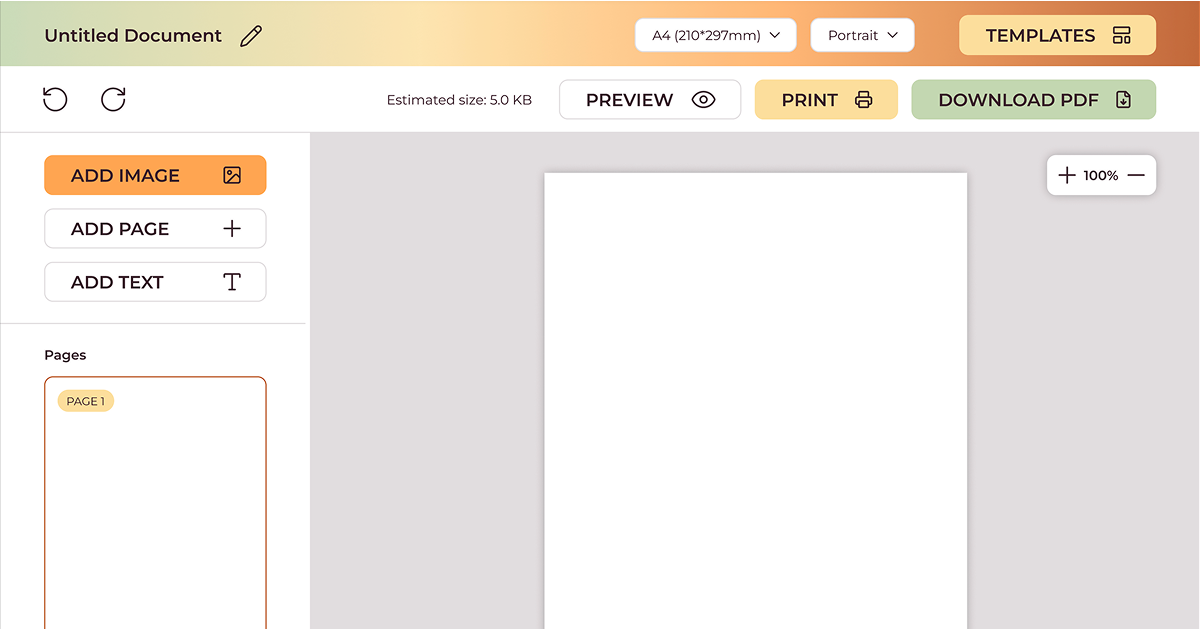 Untitled Document
A4 (210*297mm)
Portrait
TEMPLATES
Estimated size: 5.0 KB
PREVIEW
PRINT
DOWNLOAD PDF
ADD IMAGE
100%
ADD PAGE
ADD TEXT
Pages
PAGE 1